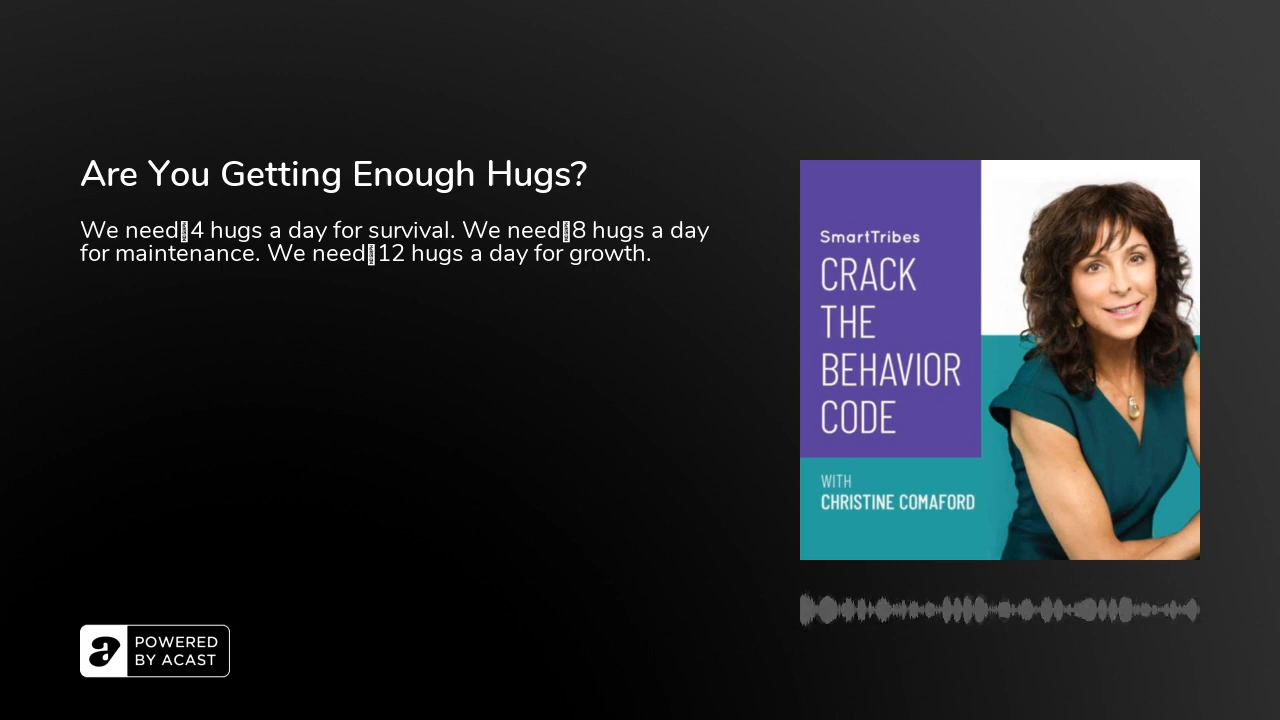 Are You Getting Enough Hugs?
We need 4 hugs a day for survival. We need 8 hugs a day
for maintenance. We need 12 hugs a day for growth.
SmartTribes
CRACK
THE
BEHAVIOR
CODE
WITH
CHRISTINE COMAFORD
a
POWERED
BY ACAST